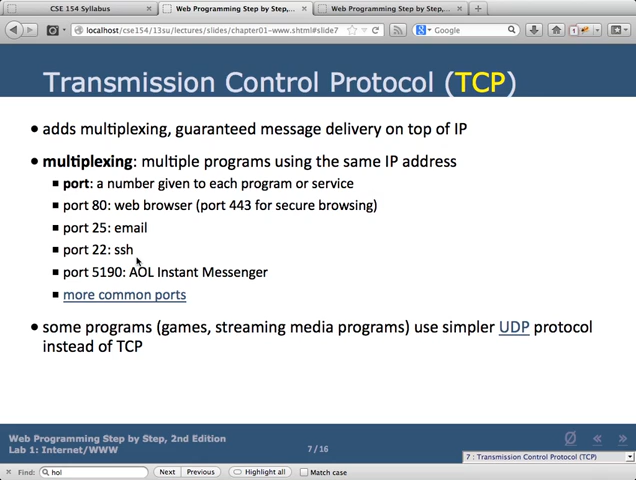 CSE 154 Syllabus
Web Programming Step by Step,...
Web Programming Step by Step,...
localhost/cse154/13su/lectures/slides/chapter01-www.shtml#slide7
Google
Transmission Control Protocol (TCP)
• adds multiplexing, guaranteed message delivery on top of IP
• multiplexing: multiple programs using the same IP address
▪ port: a number given to each program or service
▪ port 80: web browser (port 443 for secure browsing)
▪ port 25: email
▪ port 22: ssh
▪ port 5190: AOL Instant Messenger
▪ more common ports
• some programs (games, streaming media programs) use simpler UDP protocol
instead of TCP
Web Programming Step by Step, 2nd Edition
Lab 1: Internet/WWW
7 / 16
Ø « »
7 : Transmission Control Protocol (TCP)
× Find: hol Next Previous Highlight all Match case